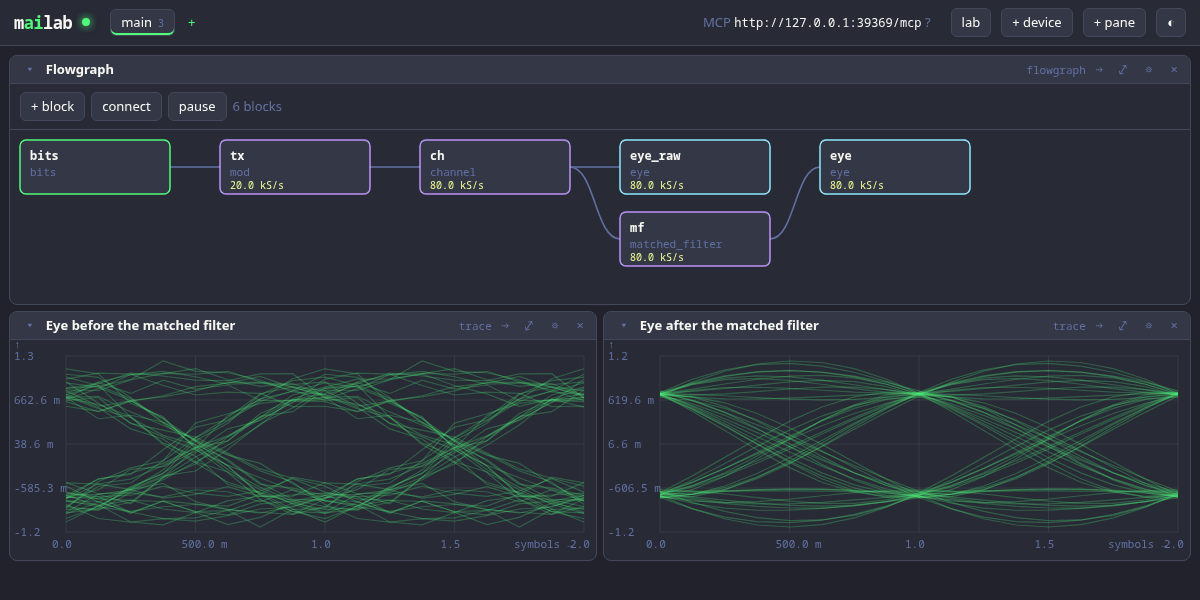 mailab main 3 + MCP http://127.0.0.1:39369/mcp ? lab + device + pane
Flowgraph flowgraph
+ block connect pause 6 blocks
bits
bits
tx
mod
20.0 kS/s
ch
channel
80.0 kS/s
eye_raw
eye
80.0 kS/s
eye
eye
80.0 kS/s
mf
matched_filter
80.0 kS/s
Eye before the matched filter trace
1.3
662.6 m
38.6 m
-585.3 m
-1.2
0.0 500.0 m 1.0 1.5 symbols 2.0
Eye after the matched filter trace
1.2
619.6 m
6.6 m
-606.5 m
-1.2
0.0 500.0 m 1.0 1.5 symbols 2.0